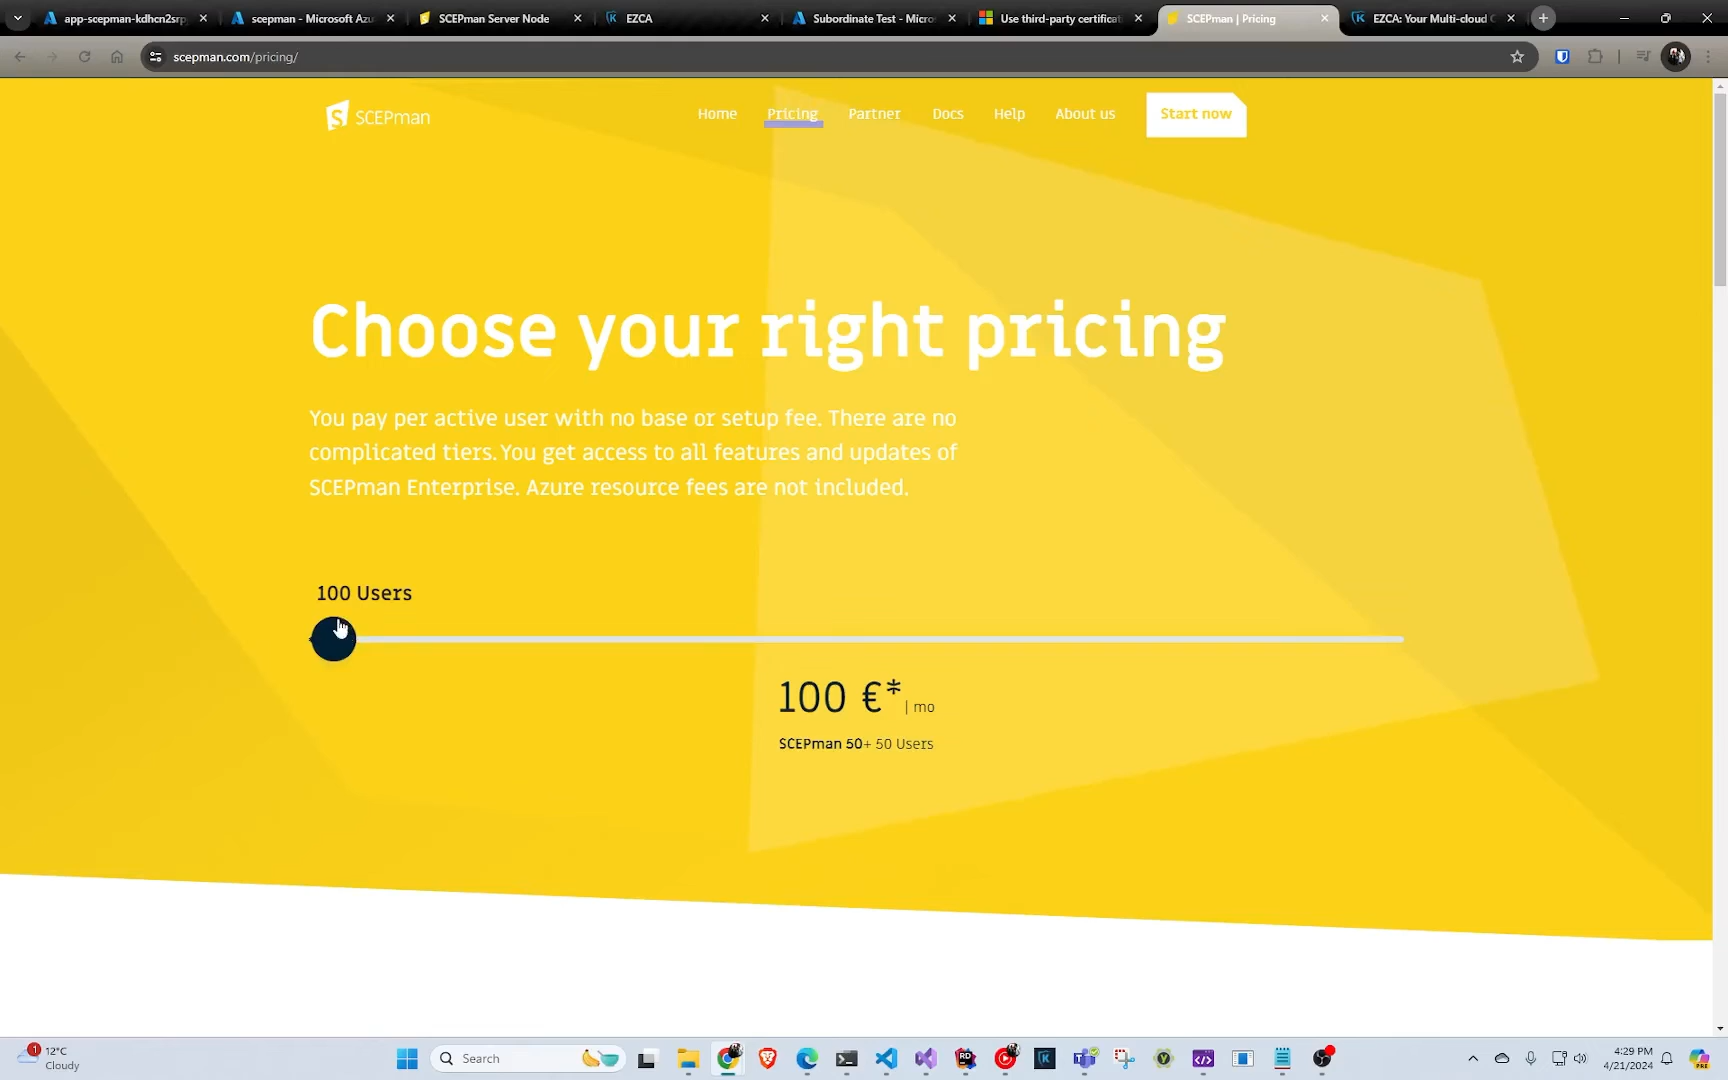 app-scepman-kdhcn2srp
scepman - Microsoft Azu
SCEPman Server Node
EZCA
Subordinate Test - Micro
Use third-party certificat
SCEPman | Pricing
EZCA: Your Multi-cloud C
scepman.com/pricing/
SCEPman
Home
Pricing
Partner
Docs
Help
About us
Start now
Choose your right pricing
You pay per active user with no base or setup fee. There are no
complicated tiers. You get access to all features and updates of
SCEPman Enterprise. Azure resource fees are not included.
100 Users
100 €* | mo
SCEPman 50+ 50 Users
1
12°C
Cloudy
Search
RD
PRE
4:29 PM
4/21/2024